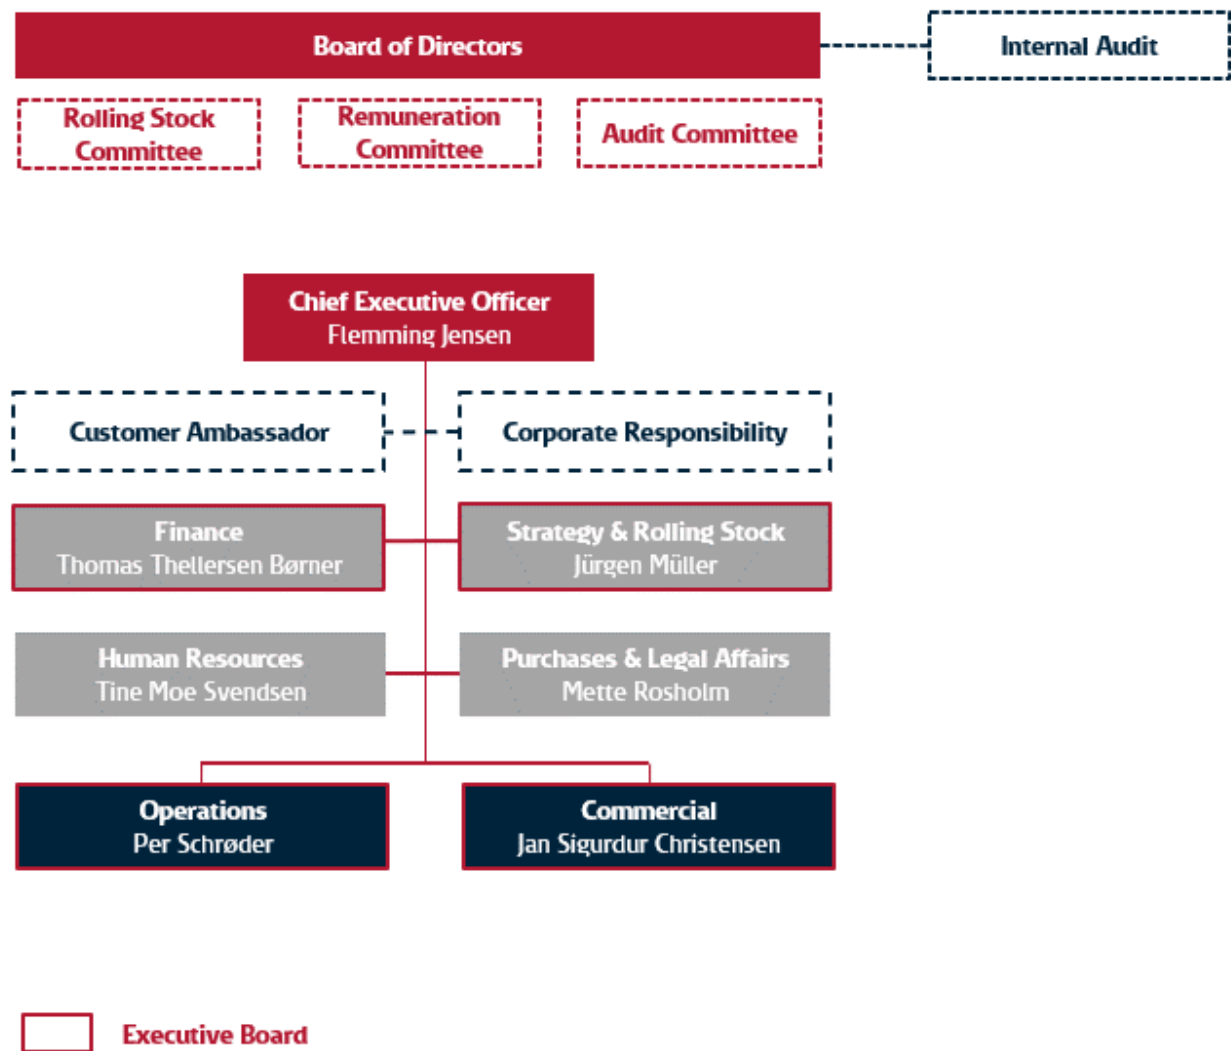 Board of Directors
Internal Audit
Rolling Stock
Committee
Remuneration
Committee
Audit Committee
Chief Executive Officer
Flemming Jensen
Customer Ambassador
Corporate Responsibility
Finance
Thomas Thellersen Børner
Strategy & Rolling Stock
Jürgen Müller
Human Resources
Tine Moe Svendsen
Purchases & Legal Affairs
Mette Rosholm
Operations
Per Schrøder
Commercial
Jan Sigurdur Christensen
Executive Board